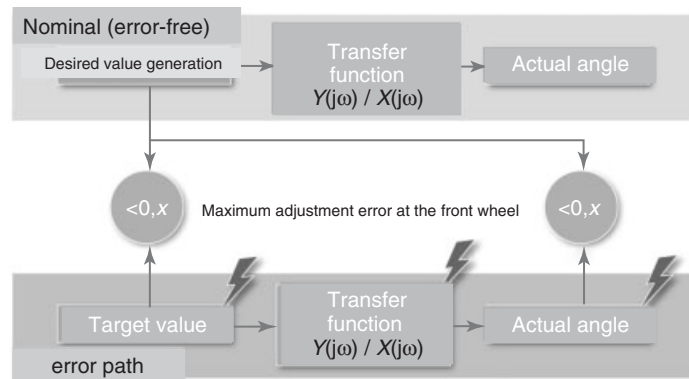 Nominal (error-free)
Desired value generation
Transfer
function
Y(jω) / X(jω)
Actual angle
<0,x
Maximum adjustment error at the front wheel
<0,x
Target value
Transfer
function
Y(jω) / X(jω)
Actual angle
error path